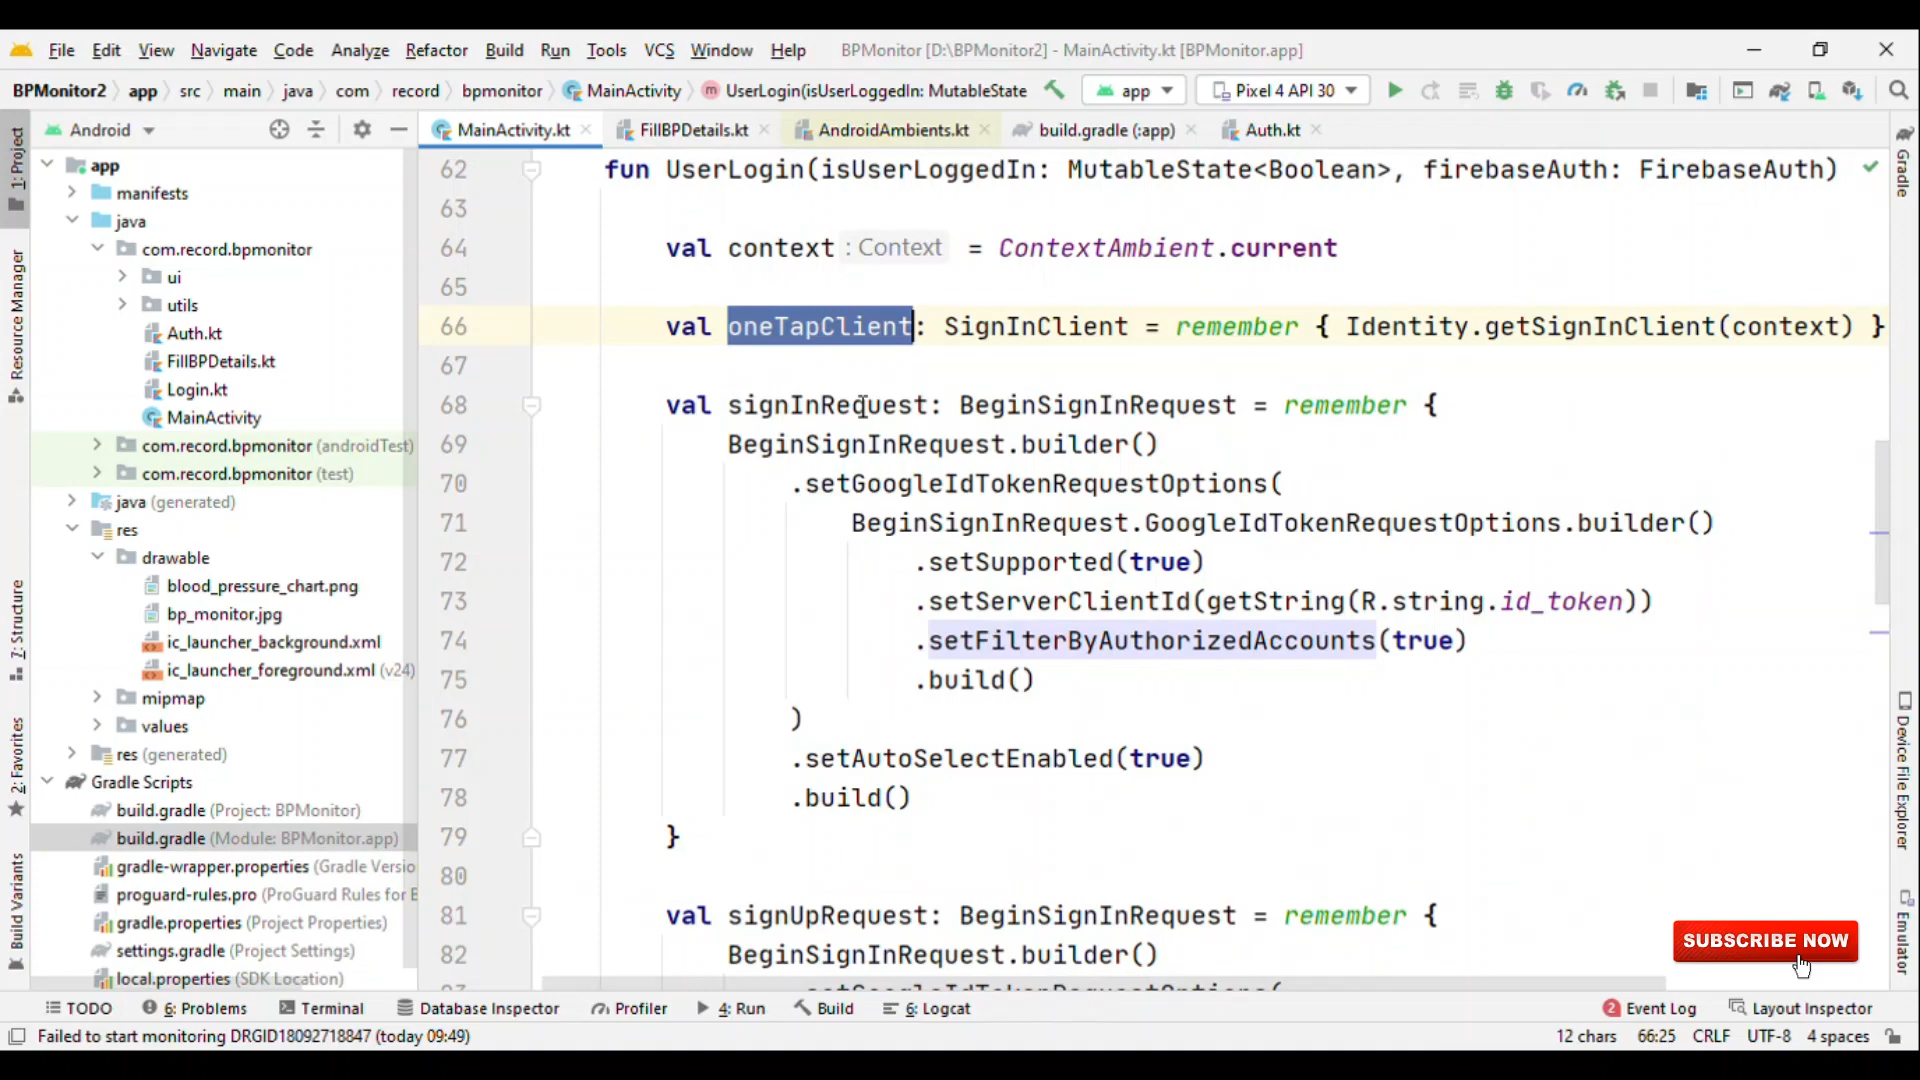 File Edit View Navigate Code Analyze Refactor Build Run Tools VCS Window Help BPMonitor [D:\BPMonitor2] - MainActivity.kt [BPMonitor.app]
BPMonitor2 app src main java com record bpmonitor MainActivity UserLogin(isUserLoggedIn: MutableState app Pixel 4 API 30
Android MainActivity.kt FillBPDetails.kt AndroidAmbients.kt build.gradle (:app) Auth.kt
1: Project
Resource Manager
7: Structure
2: Favorites
Build Variants
app
manifests
java
com.record.bpmonitor
ui
utils
Auth.kt
FillBPDetails.kt
Login.kt
MainActivity
com.record.bpmonitor (androidTest)
com.record.bpmonitor (test)
java (generated)
res
drawable
blood_pressure_chart.png
bp_monitor.jpg
ic_launcher_background.xml
ic_launcher_foreground.xml (v24)
mipmap
values
res (generated)
Gradle Scripts
build.gradle (Project: BPMonitor)
build.gradle (Module: BPMonitor.app)
gradle-wrapper.properties (Gradle Versio
proguard-rules.pro (ProGuard Rules for B
gradle.properties (Project Properties)
settings.gradle (Project Settings)
local.properties (SDK Location)
62 fun UserLogin(isUserLoggedIn: MutableState<Boolean>, firebaseAuth: FirebaseAuth)
63
64 val context : Context = ContextAmbient.current
65
66 val oneTapClient: SignInClient = remember { Identity.getSignInClient(context) }
67
68 val signInRequest: BeginSignInRequest = remember {
69 BeginSignInRequest.builder()
70 .setGoogleIdTokenRequestOptions(
71 BeginSignInRequest.GoogleIdTokenRequestOptions.builder()
72 .setSupported(true)
73 .setServerClientId(getString(R.string.id_token))
74 .setFilterByAuthorizedAccounts(true)
75 .build()
76 )
77 .setAutoSelectEnabled(true)
78 .build()
79 }
80
81 val signUpRequest: BeginSignInRequest = remember {
82 BeginSignInRequest.builder()
.setGoogleIdTokenRequestOptions(
Gradle
Device File Explorer
Emulator
SUBSCRIBE NOW
TODO 6: Problems Terminal Database Inspector Profiler 4: Run Build 6: Logcat 2 Event Log Layout Inspector
Failed to start monitoring DRGID18092718847 (today 09:49) 12 chars 66:25 CRLF UTF-8 4 spaces